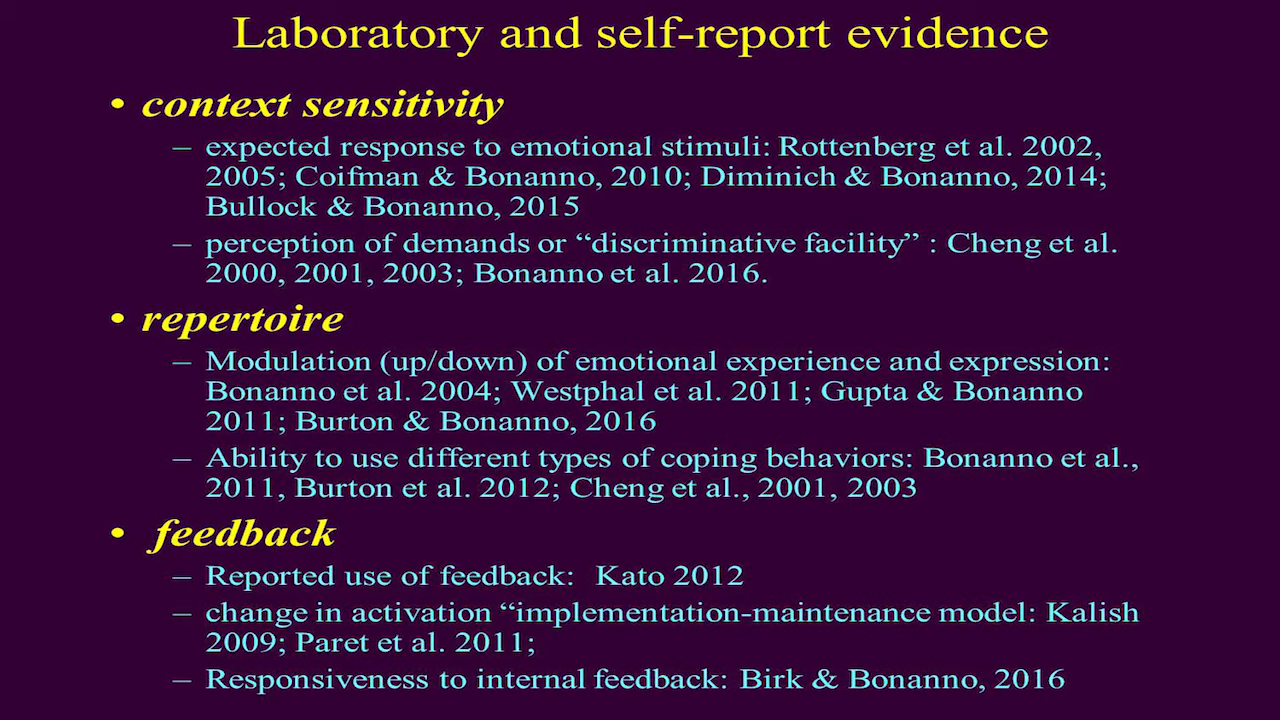 Laboratory and self-report evidence
• context sensitivity
– expected response to emotional stimuli: Rottenberg et al. 2002,
2005; Coifman & Bonanno, 2010; Diminich & Bonanno, 2014;
Bullock & Bonanno, 2015
– perception of demands or “discriminative facility” : Cheng et al.
2000, 2001, 2003; Bonanno et al. 2016.
• repertoire
– Modulation (up/down) of emotional experience and expression:
Bonanno et al. 2004; Westphal et al. 2011; Gupta & Bonanno
2011; Burton & Bonanno, 2016
– Ability to use different types of coping behaviors: Bonanno et al.,
2011, Burton et al. 2012; Cheng et al., 2001, 2003
• feedback
– Reported use of feedback:  Kato 2012
– change in activation “implementation-maintenance model: Kalish
2009; Paret et al. 2011;
– Responsiveness to internal feedback: Birk & Bonanno, 2016